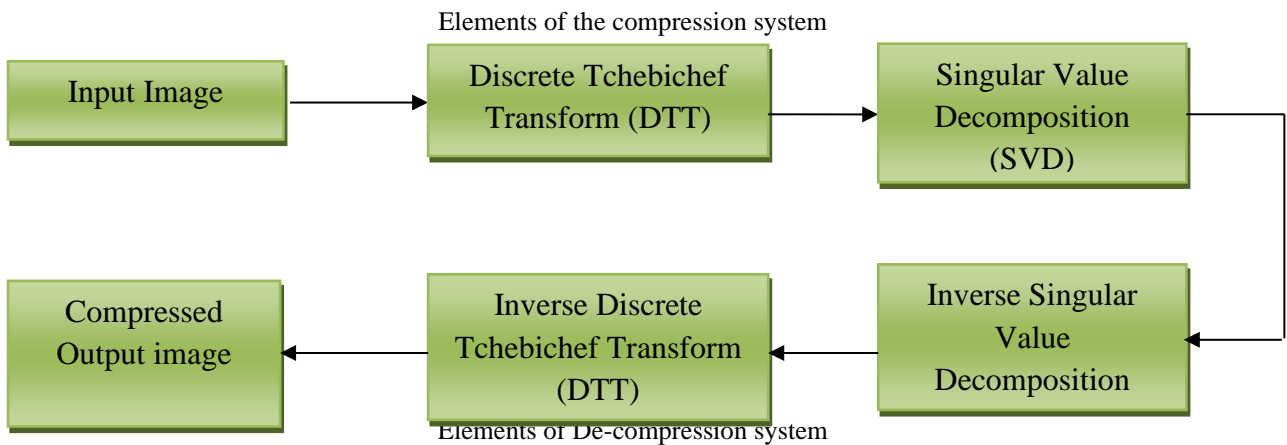 Elements of the compression system
Input Image
Discrete Tchebichef
Transform (DTT)
Singular Value
Decomposition
(SVD)
Inverse Singular
Value
Decomposition
Inverse Discrete
Tchebichef Transform
(DTT)
Compressed
Output image
Elements of De-compression system